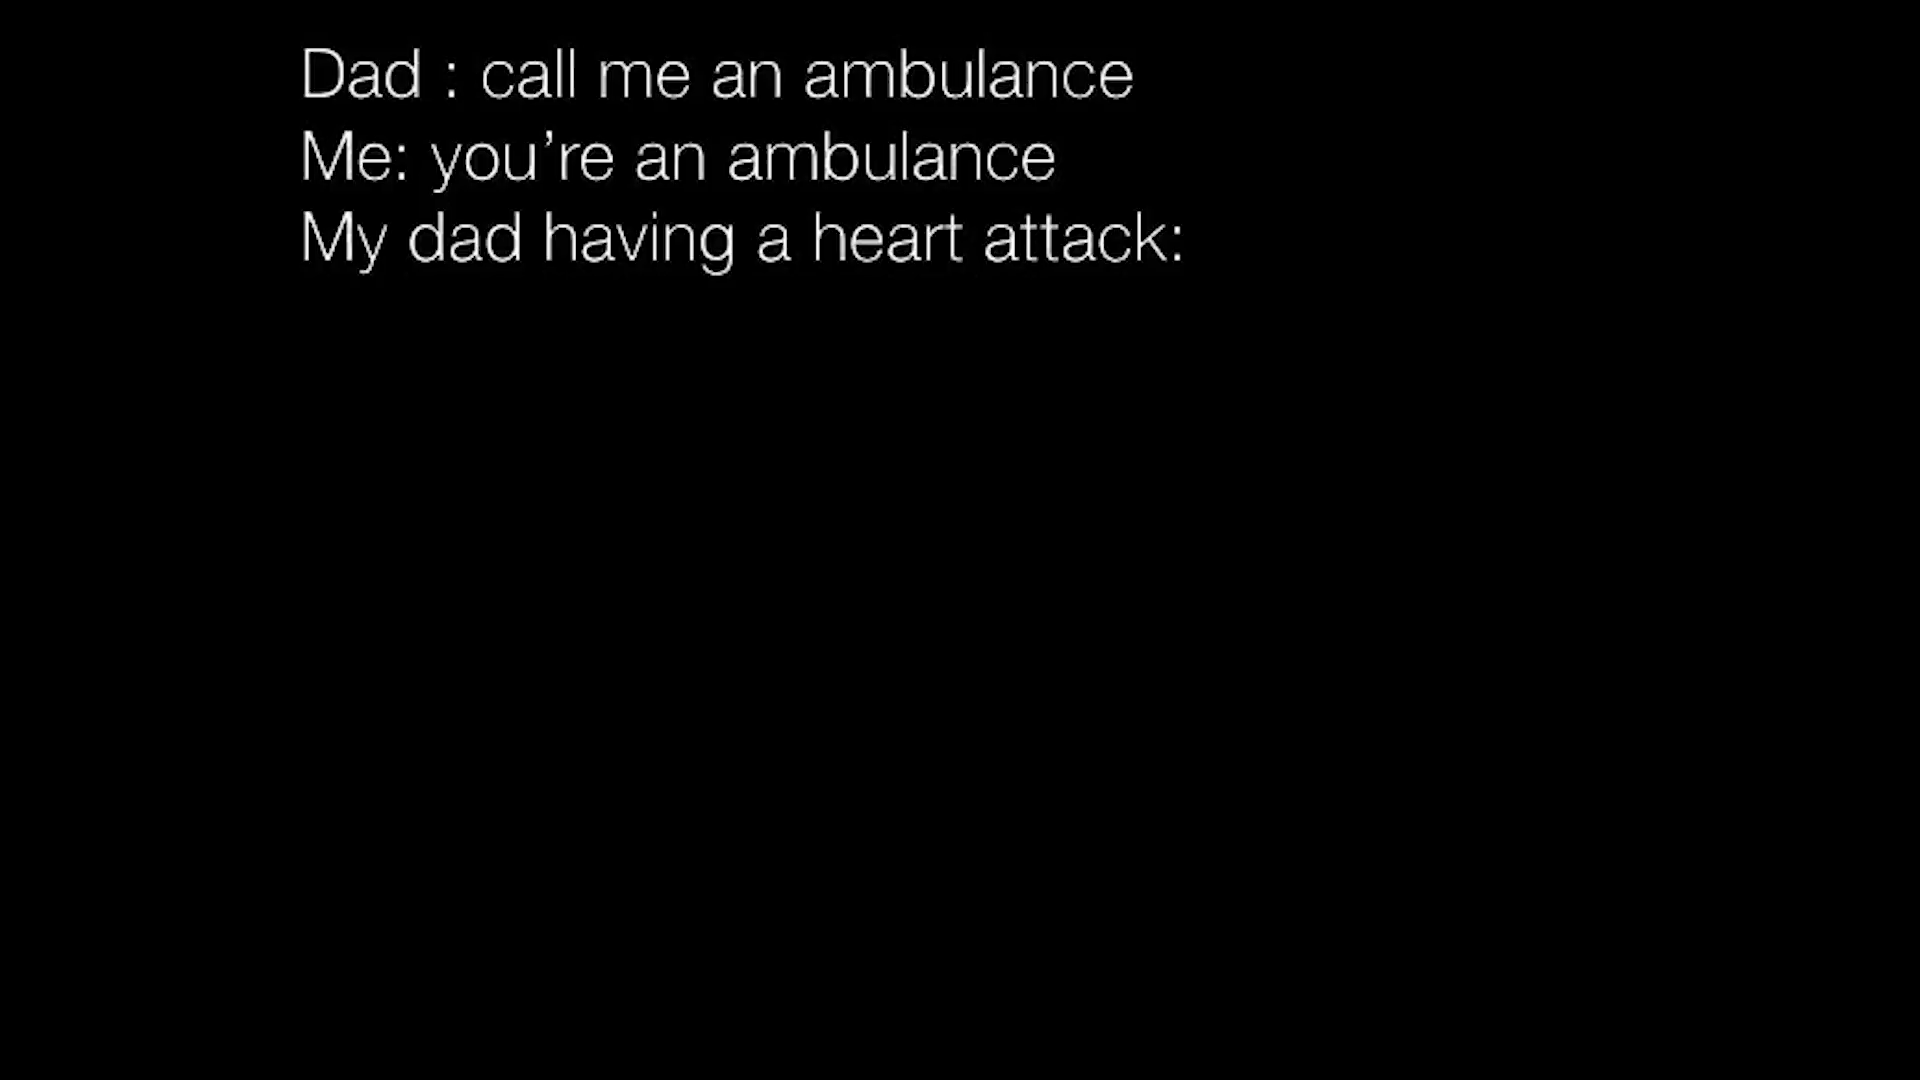 Dad : call me an ambulance
Me: you’re an ambulance
My dad having a heart attack: